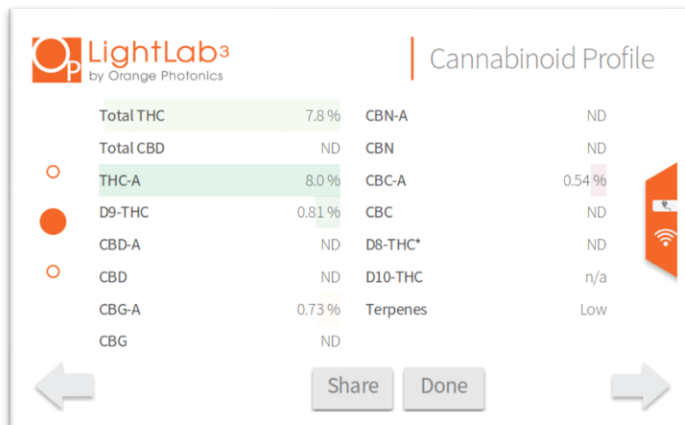 OP LightLab³
by Orange Photonics
Cannabinoid Profile
Total THC 7.8 %
Total CBD ND
THC-A 8.0 %
D9-THC 0.81 %
CBD-A ND
CBD ND
CBG-A 0.73 %
CBG ND
CBN-A ND
CBN ND
CBC-A 0.54 %
CBC ND
D8-THC* ND
D10-THC n/a
Terpenes Low
Share Done